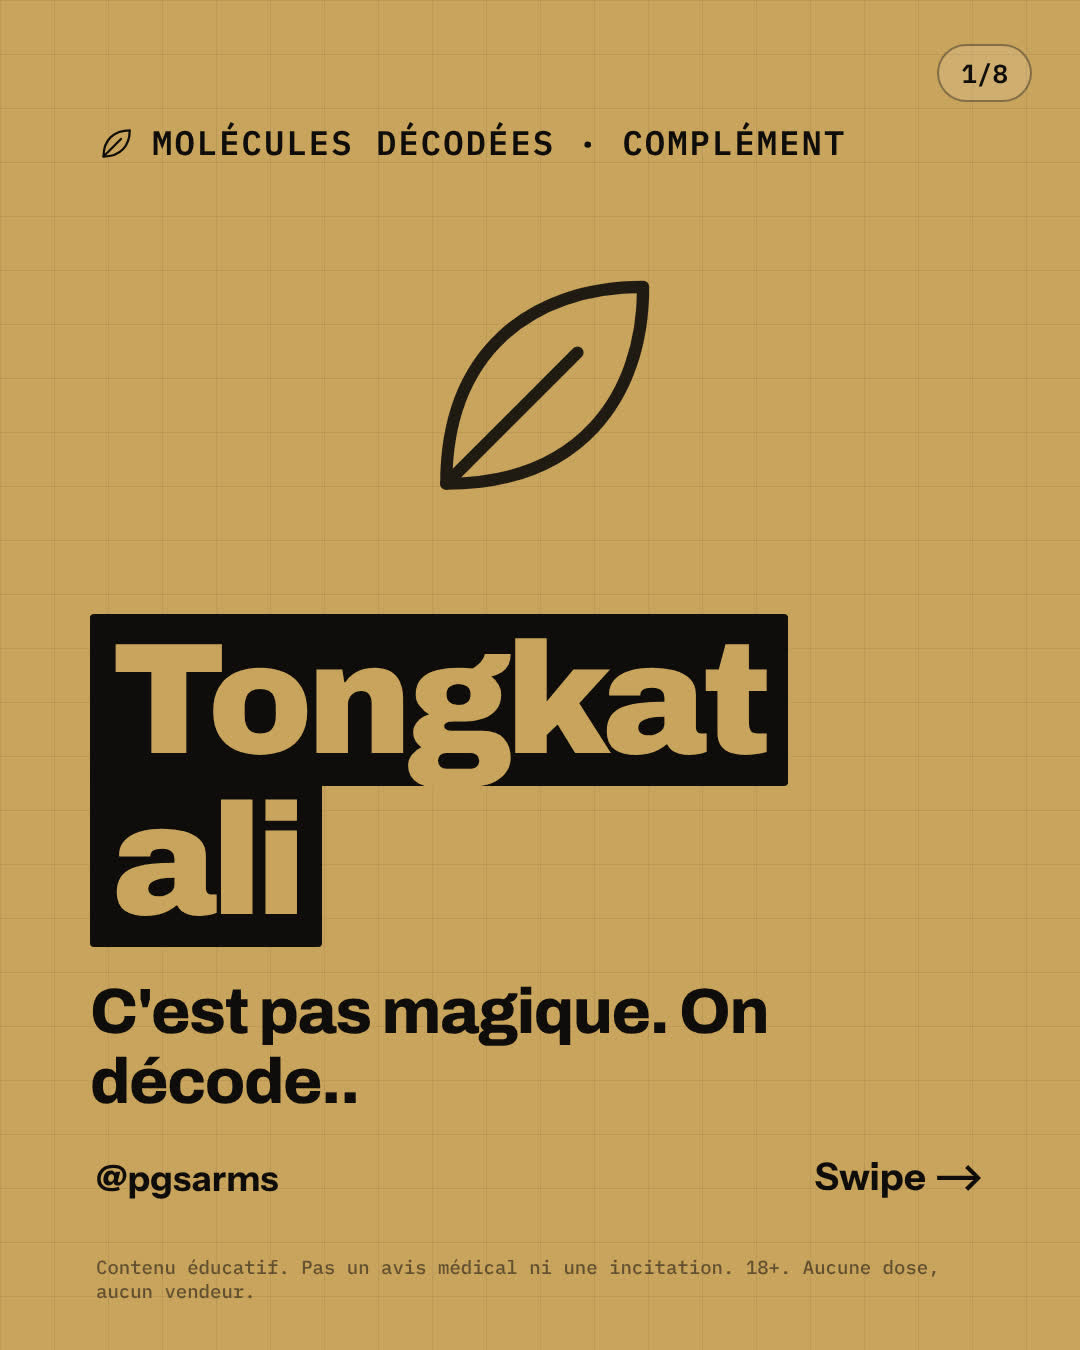 1/8
MOLÉCULES DÉCODÉES · COMPLÉMENT
Tongkat
ali
C'est pas magique. On
décode..
@pgsarms
Swipe →
Contenu éducatif. Pas un avis médical ni une incitation. 18+. Aucune dose,
aucun vendeur.